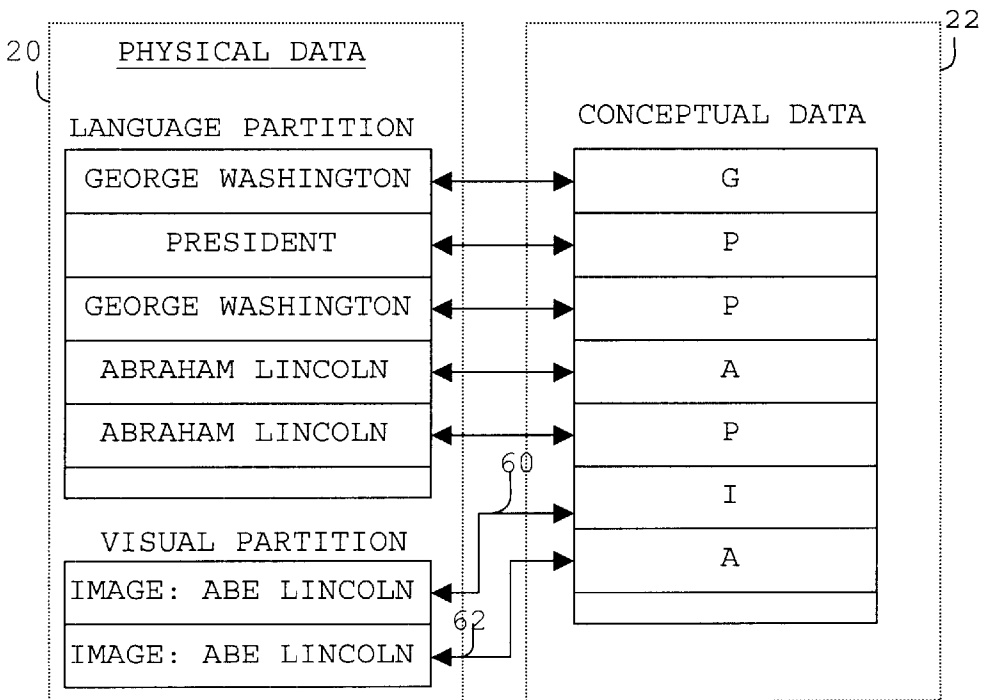 20
PHYSICAL DATA
LANGUAGE PARTITION
GEORGE WASHINGTON
PRESIDENT
GEORGE WASHINGTON
ABRAHAM LINCOLN
ABRAHAM LINCOLN
VISUAL PARTITION
IMAGE: ABE LINCOLN
IMAGE: ABE LINCOLN
60
62
22
CONCEPTUAL DATA
G
P
P
A
P
I
A